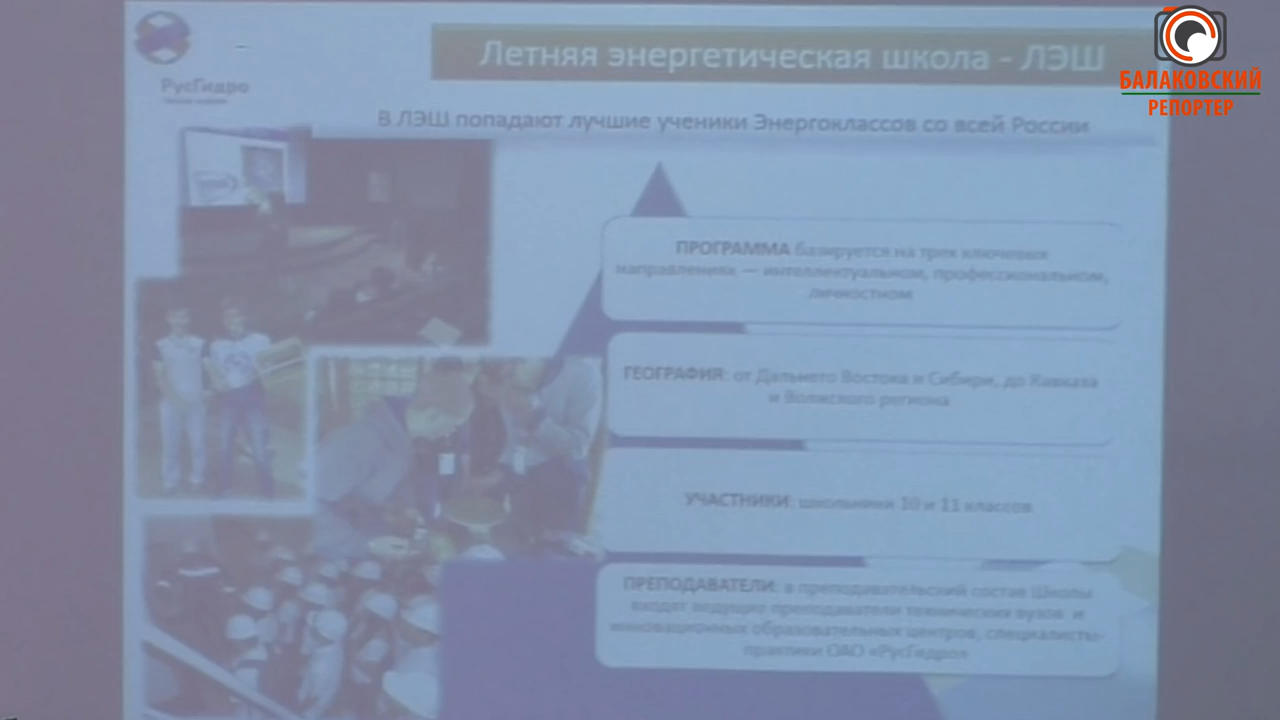 Летняя энергетическая школа - ЛЭШ
БАЛАКОВСКИЙ
РЕПОРТЕР
РусГидро
В ЛЭШ попадают лучшие ученики Энергоклассов со всей России
ПРОГРАММА базируется на трех ключевых
направлениях — интеллектуальном, профессиональном,
личностном
ГЕОГРАФИЯ: от Дальнего Востока и Сибири, до Кавказа
и Волжского региона
УЧАСТНИКИ: школьники 10 и 11 классов
ПРЕПОДАВАТЕЛИ: в преподавательский состав Школы
входят ведущие преподаватели технических вузов и
инновационных образовательных центров, специалисты-
практики ОАО «РусГидро»